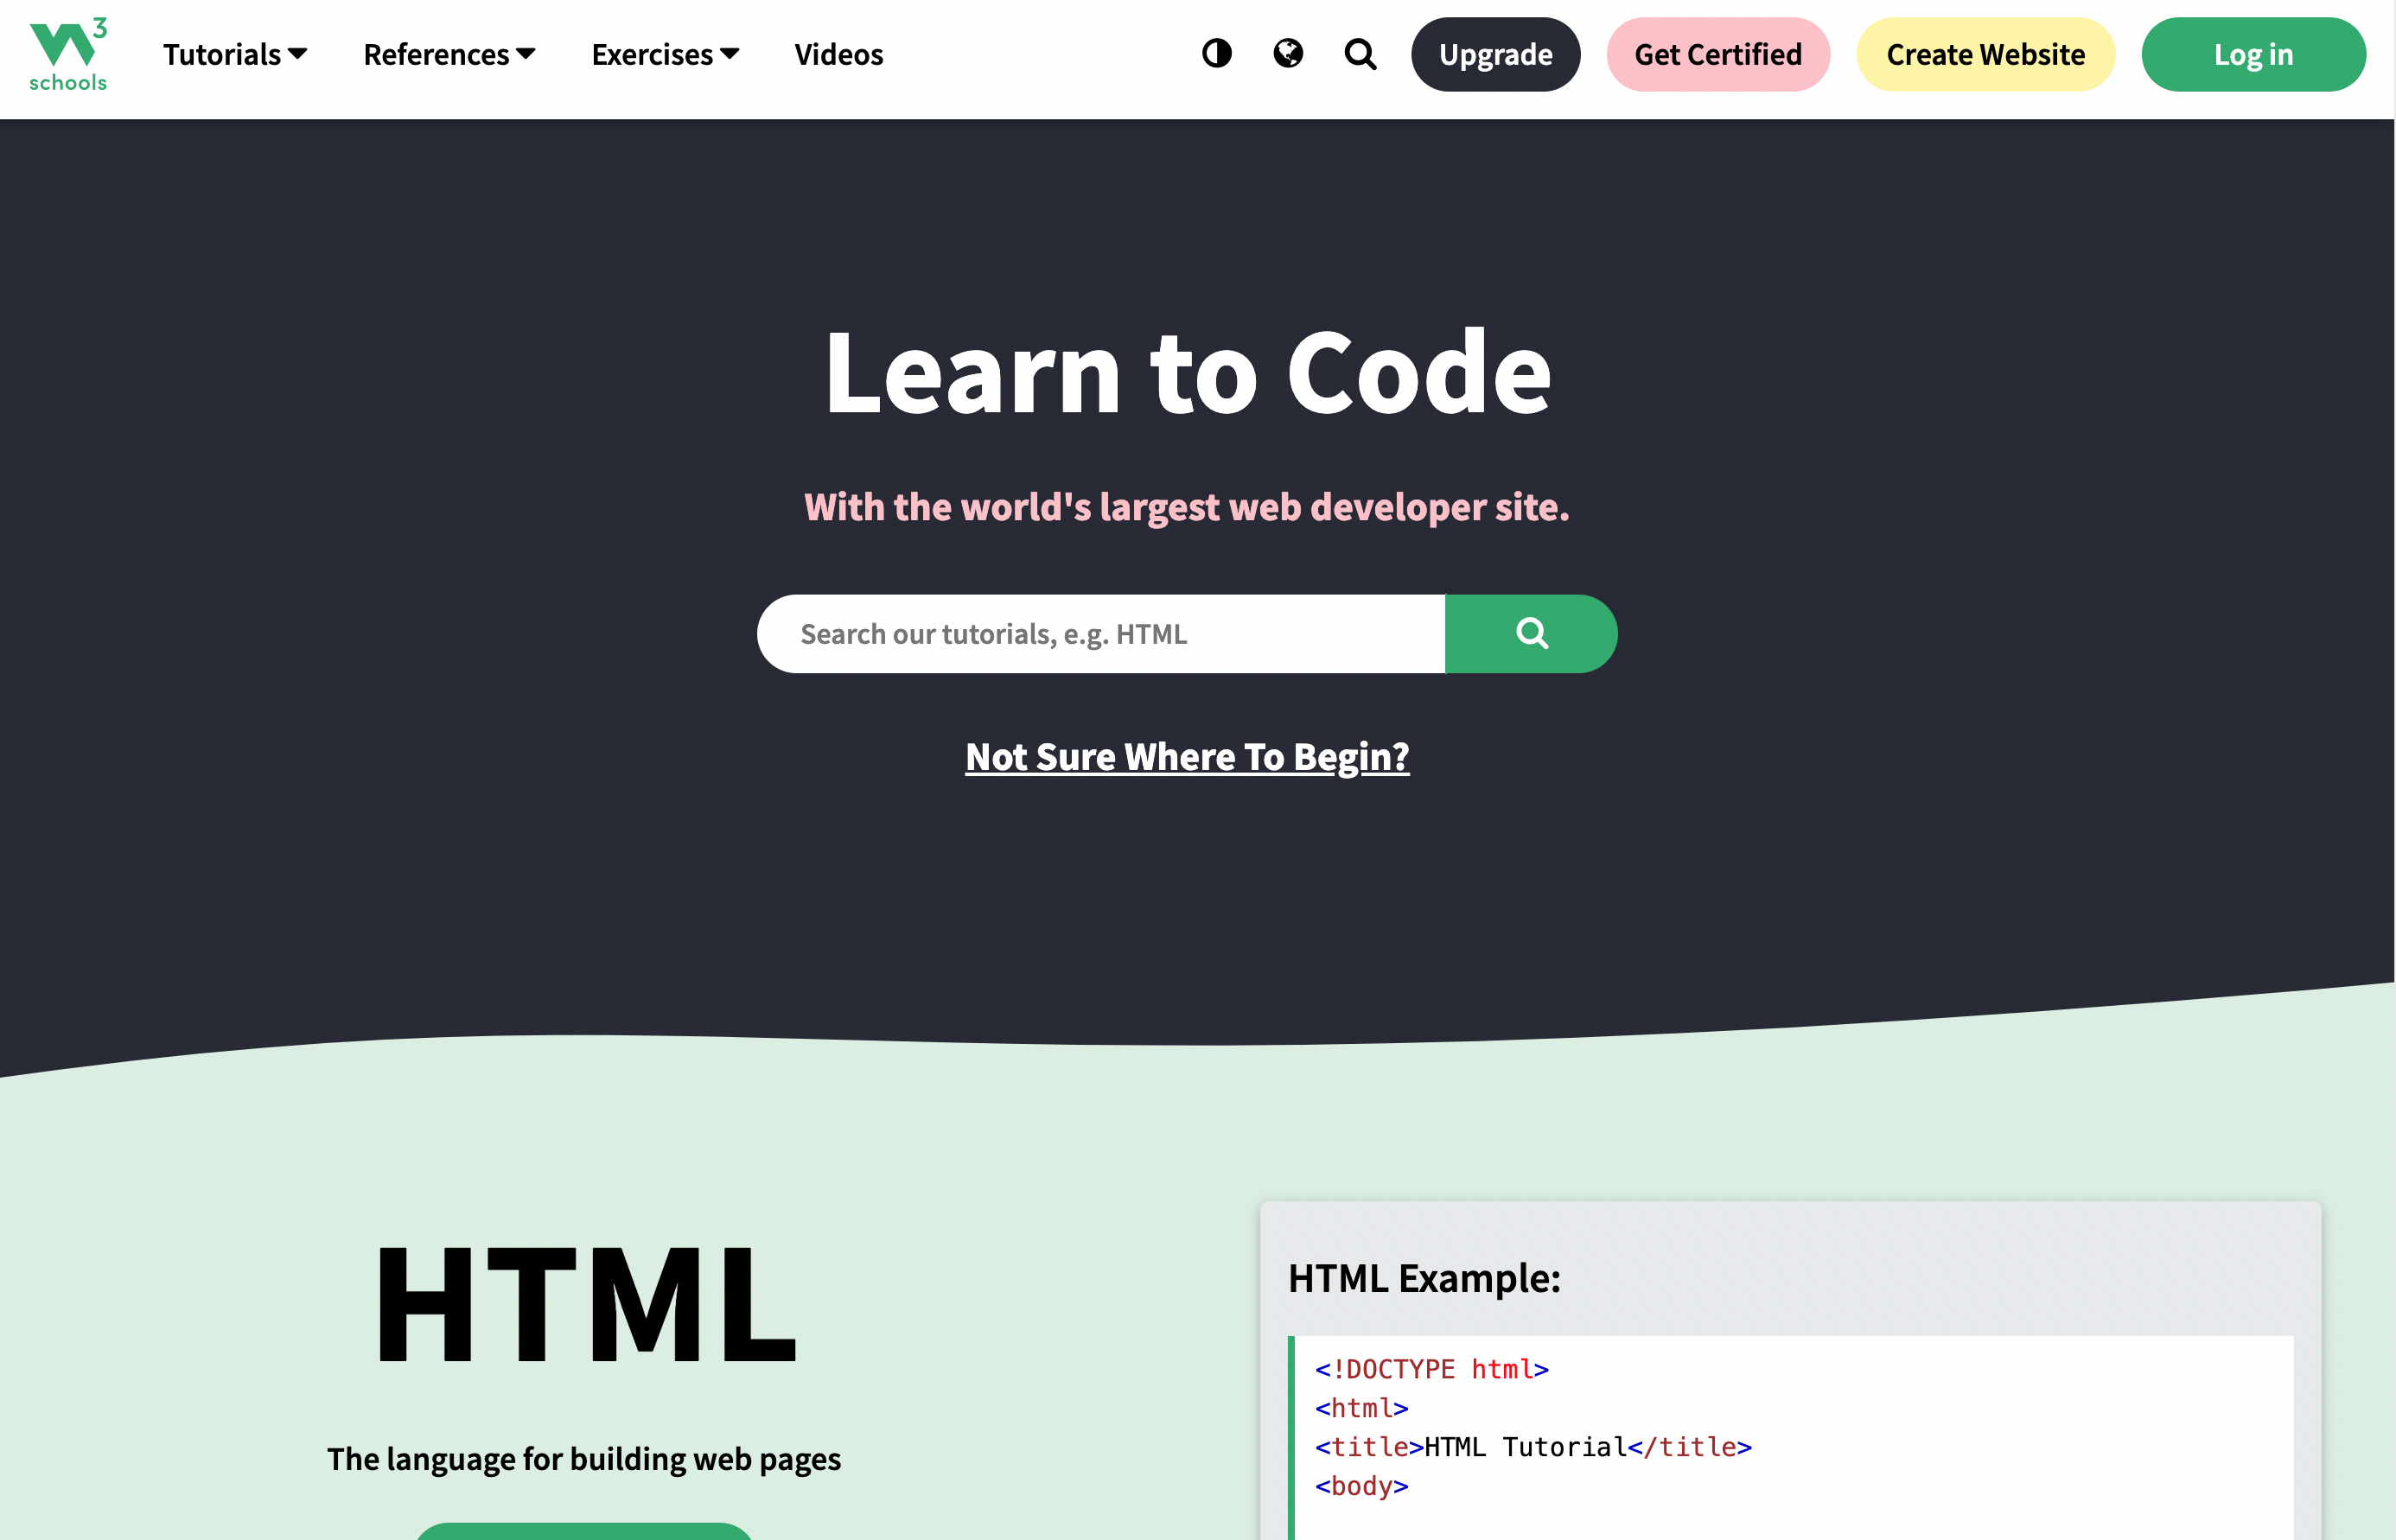 W3
schools
Tutorials
References
Exercises
Videos
Upgrade
Get Certified
Create Website
Log in
Learn to Code
With the world's largest web developer site.
Search our tutorials, e.g. HTML
Not Sure Where To Begin?
HTML
The language for building web pages
HTML Example:
<!DOCTYPE html>
<html>
<title>HTML Tutorial</title>
<body>